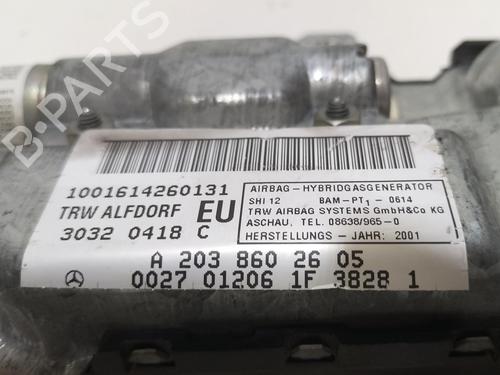 B-PARTS
1001614260131
TRW ALFDORF EU
3032 0418 C
AIRBAG - HYBRIDGASGENERATOR
SHI 12 BAM-PT1 - 0614
TRW AIRBAG SYSTEMS GmbH&Co KG
ASCHAU, TEL. 08638/965-0
HERSTELLUNGS - JAHR: 2001
A 203 860 26 05
0027 01206 1F 3828 1